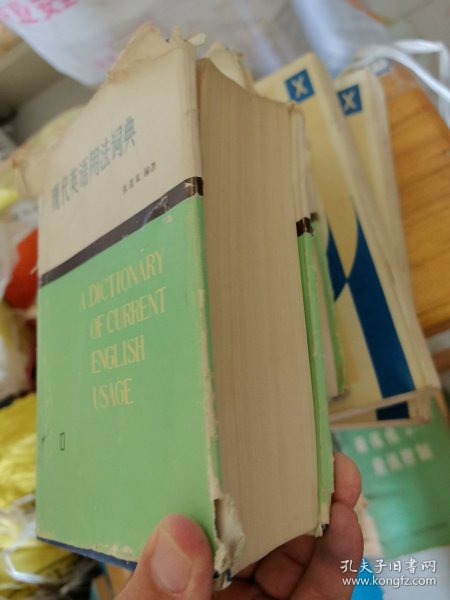 现代英语用法词典
张道真 编著
A DICTIONARY
OF CURRENT
ENGLISH
USAGE
X
X
孔夫子旧书网
www.kongfz.com